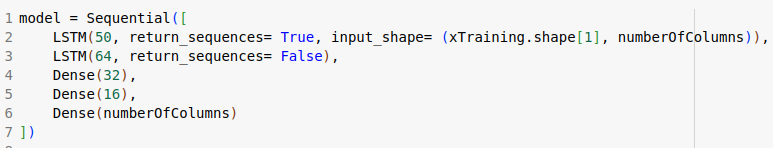 1 model = Sequential([
2     LSTM(50, return_sequences= True, input_shape= (xTraining.shape[1], numberOfColumns)),
3     LSTM(64, return_sequences= False),
4     Dense(32),
5     Dense(16),
6     Dense(numberOfColumns)
7 ])